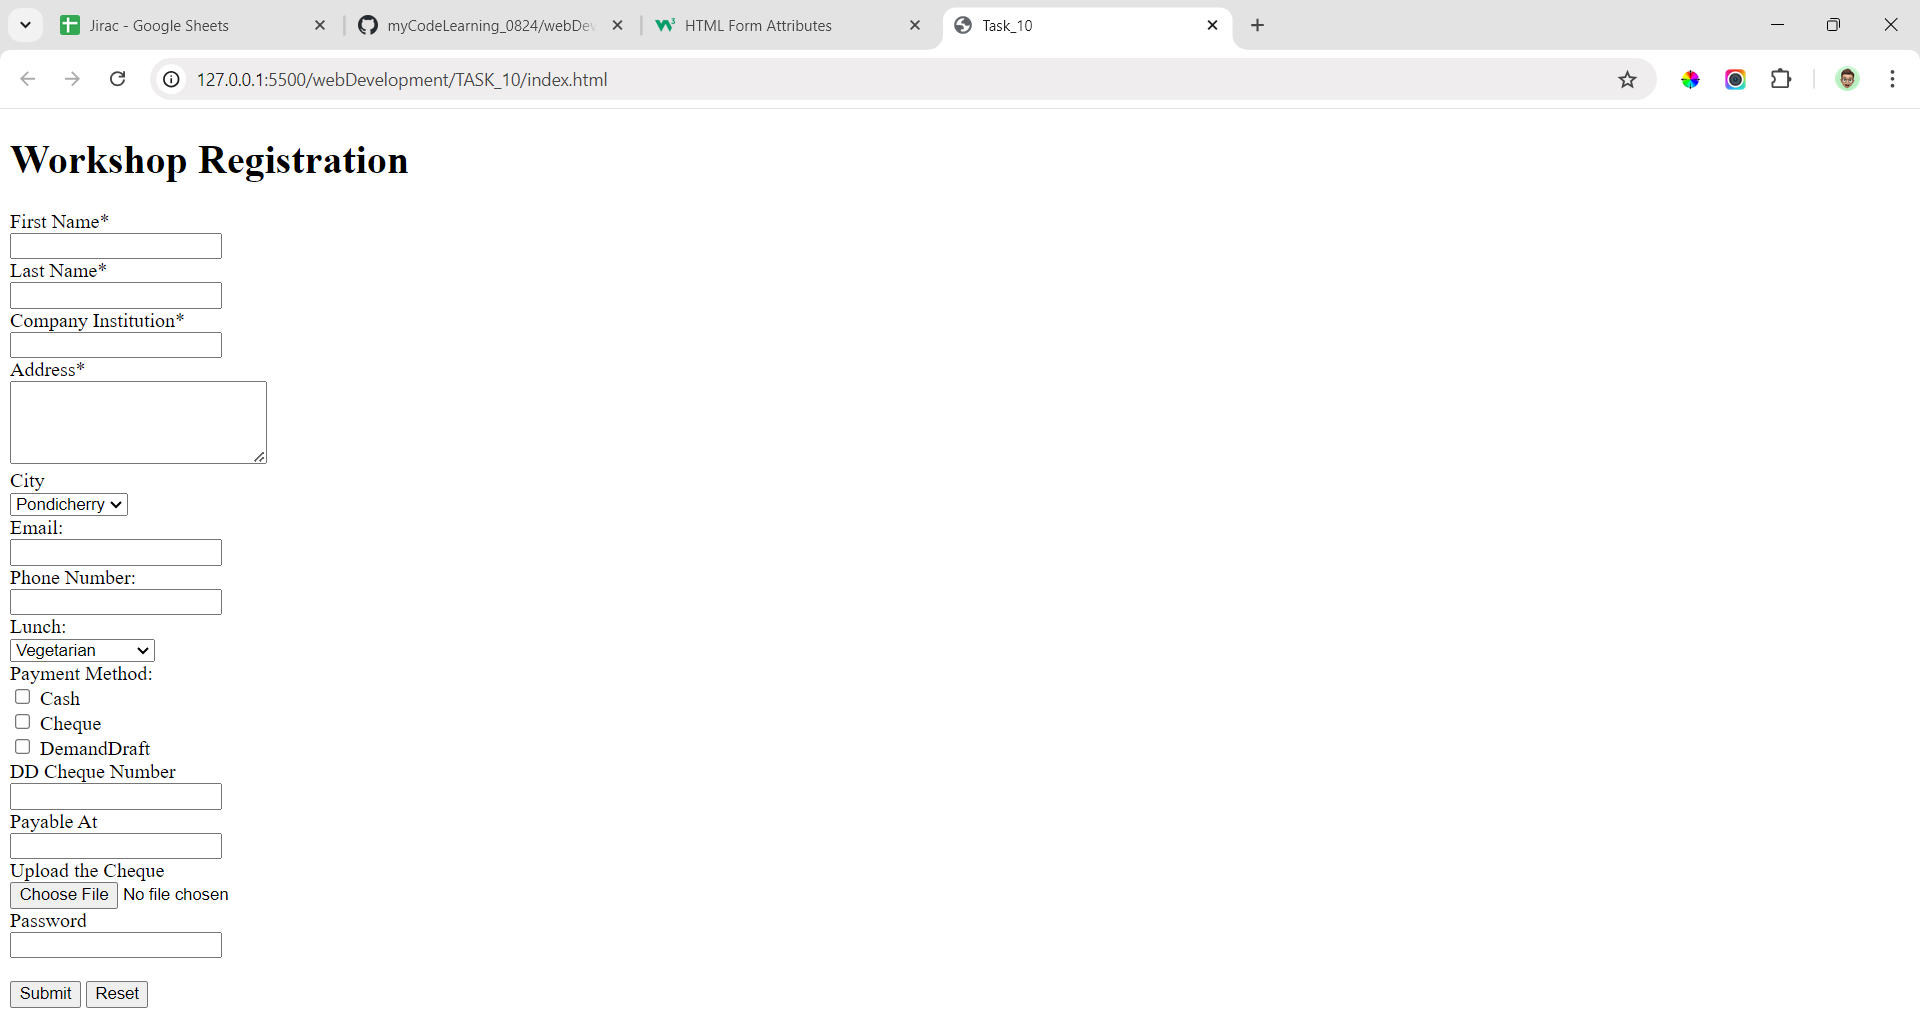 Jirac - Google Sheets
myCodeLearning_0824/webDev
HTML Form Attributes
Task_10
127.0.0.1:5500/webDevelopment/TASK_10/index.html
Workshop Registration
First Name*
Last Name*
Company Institution*
Address*
City
Pondicherry
Email:
Phone Number:
Lunch:
Vegetarian
Payment Method:
Cash
Cheque
DemandDraft
DD Cheque Number
Payable At
Upload the Cheque
Choose File No file chosen
Password
Submit Reset